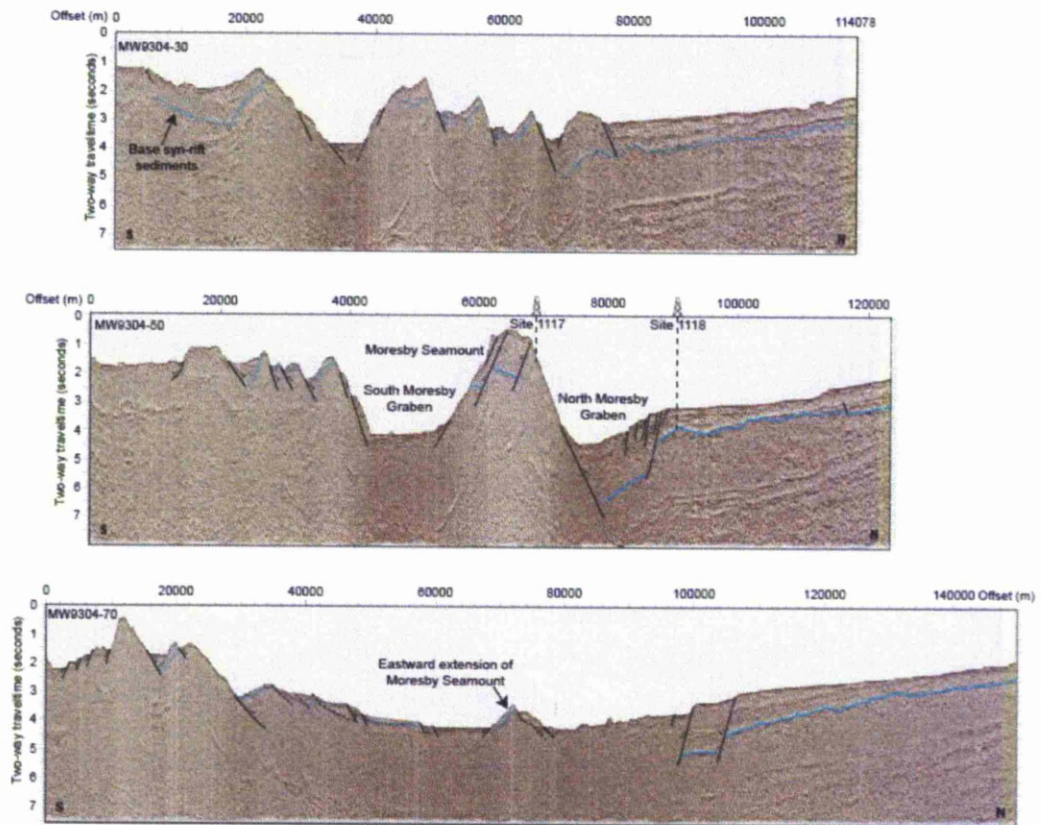 Offset (m) 0 20000 40000 60000 80000 100000 114078
MW9304-30
Two-way traveltime (seconds)
0
1
2
3
4
5
6
7
Base syn-rift
sediments
S
N
Offset (m) 0 20000 40000 60000 80000 100000 120000
MW9304-50
Two-way traveltime (seconds)
0
1
2
3
4
5
6
7
Site 1117
Site 1118
Moresby Seamount
South Moresby
Graben
North Moresby
Graben
S
0 20000 40000 60000 80000 100000 120000 140000 Offset (m)
MW9304-70
Two-way traveltime (seconds)
0
1
2
3
4
5
6
7
Eastward extension of
Moresby Seamount
S
N